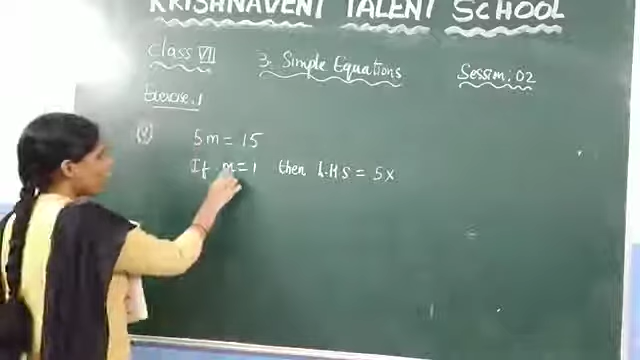 KRISHNAVENI TALENT SCHOOL
Class VII
3. Simple Equations
Session: 02
Exercise.1
(v) 5m = 15
If m = 1 then L.H.S = 5x